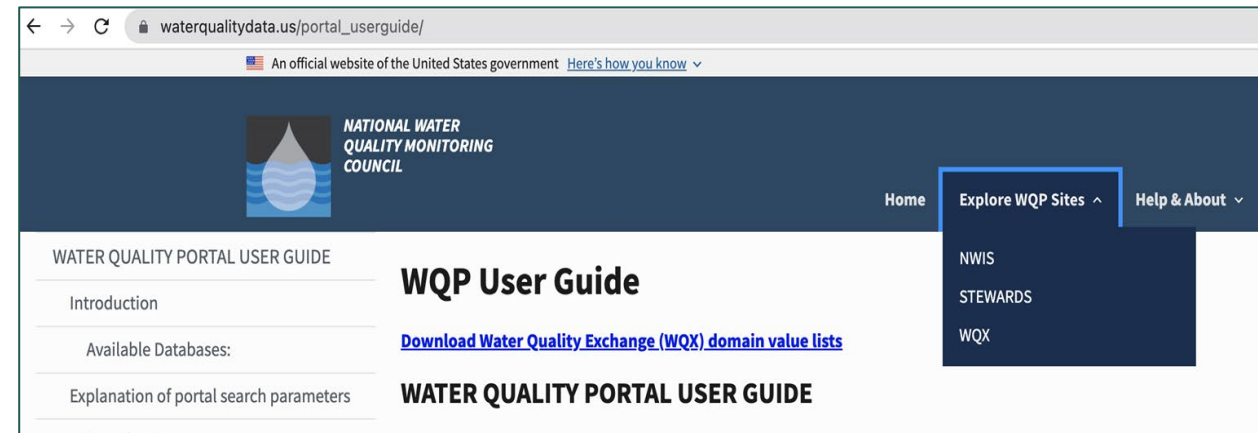 waterqualitydata.us/portal_userguide/
An official website of the United States government Here's how you know
NATIONAL WATER
QUALITY MONITORING
COUNCIL
Home Explore WQP Sites Help & About
NWIS
STEWARDS
WQX
WATER QUALITY PORTAL USER GUIDE
Introduction
Available Databases:
Explanation of portal search parameters
WQP User Guide
Download Water Quality Exchange (WQX) domain value lists
WATER QUALITY PORTAL USER GUIDE